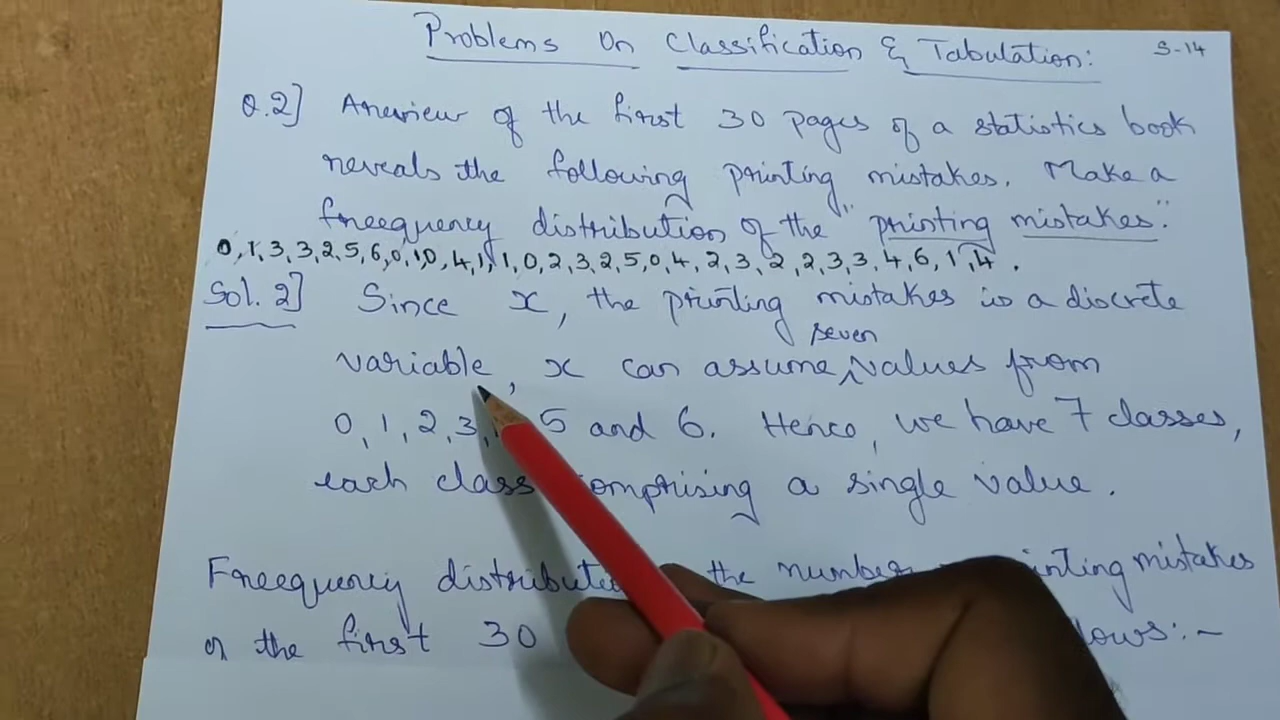 Problems On Classification & Tabulation: S-14
Q.2] A review of the first 30 pages of a statistics book
reveals the following printing mistakes. Make a
freequency distribution of the "printing mistakes".
0,1,3,3,2,5,6,0,1,0,4,1,1,0,2,3,2,5,0,4,2,3,2,2,3,3,4,6,1,4.
Sol. 2] Since x, the printing mistakes is a discrete
seven
variable, x can assume values from
0, 1, 2, 3, 5 and 6. Hence, we have 7 classes,
each class comprising a single value.
Freequency the number printing mistakes
the first 30